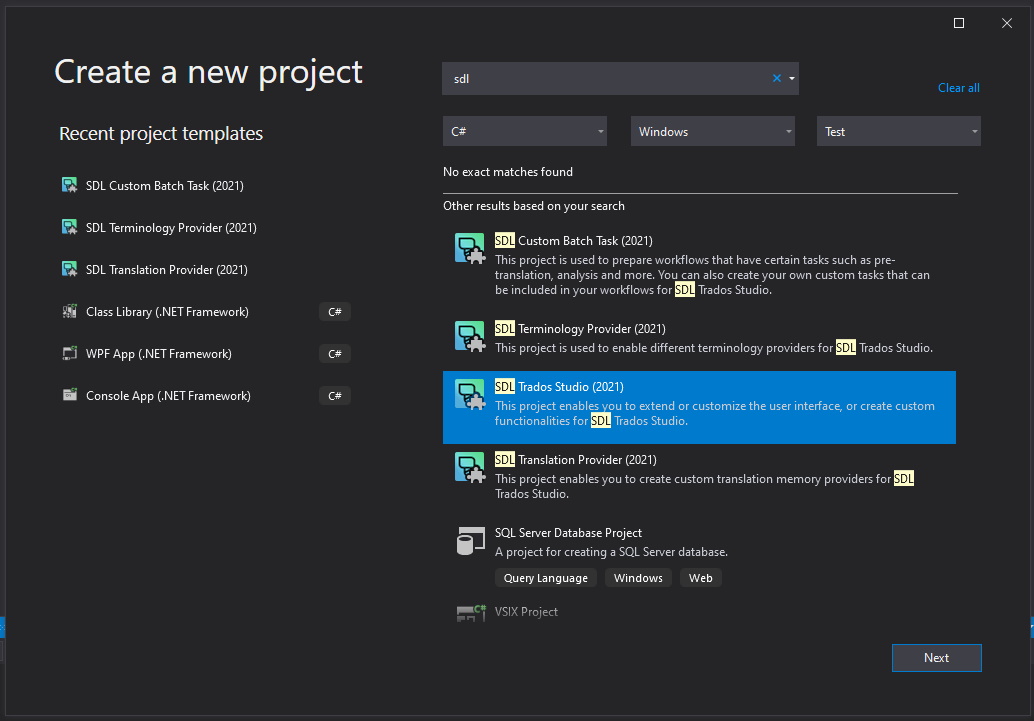 Create a new project
Recent project templates
SDL Custom Batch Task (2021)
SDL Terminology Provider (2021)
SDL Translation Provider (2021)
Class Library (.NET Framework) C#
WPF App (.NET Framework) C#
Console App (.NET Framework) C#
sdl
Clear all
C# Windows Test
No exact matches found
Other results based on your search
SDL Custom Batch Task (2021)
This project is used to prepare workflows that have certain tasks such as pre-
translation, analysis and more. You can also create your own custom tasks that can
be included in your workflows for SDL Trados Studio.
SDL Terminology Provider (2021)
This project is used to enable different terminology providers for SDL Trados Studio.
SDL Trados Studio (2021)
This project enables you to extend or customize the user interface, or create custom
functionalities for SDL Trados Studio.
SDL Translation Provider (2021)
This project enables you to create custom translation memory providers for SDL
Trados Studio.
SQL Server Database Project
A project for creating a SQL Server database.
Query Language Windows Web
VSIX Project
Next